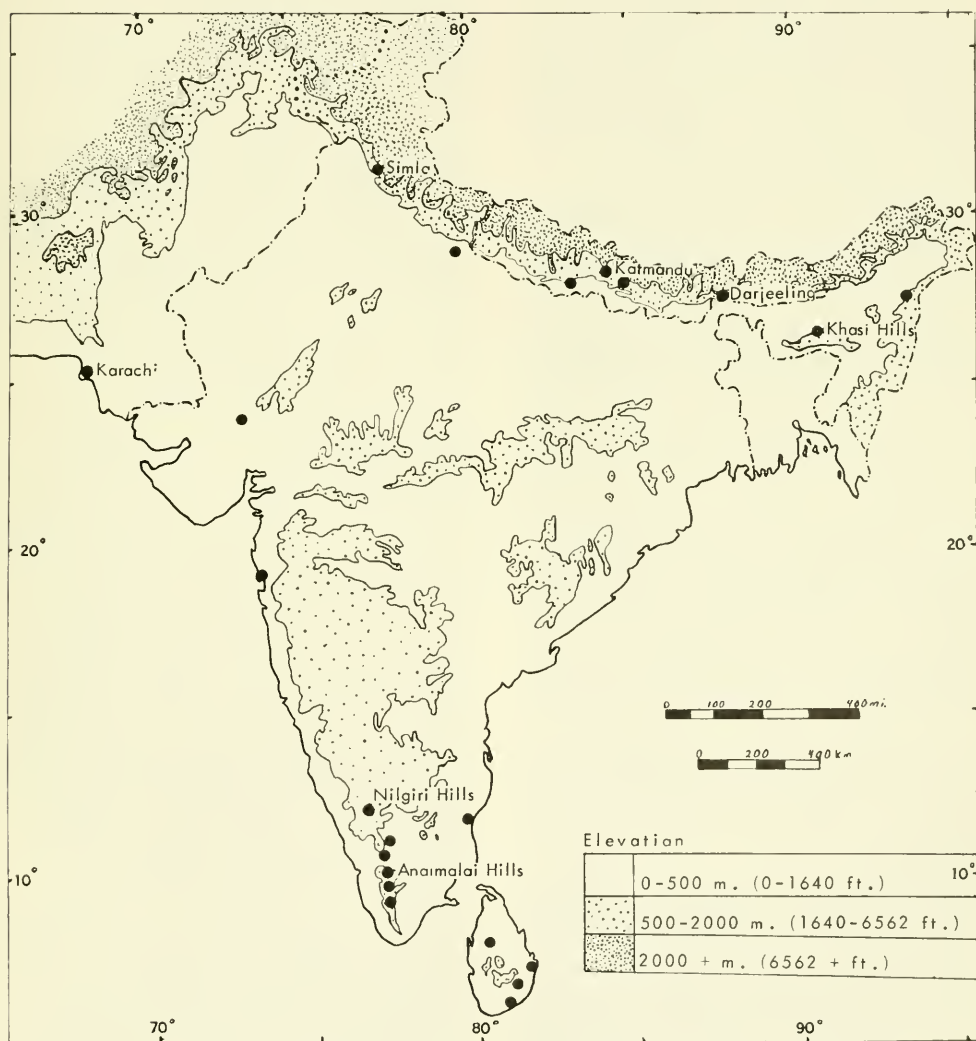 70° 80° 90°
Simla
30° 30°
Katmandu
Darjeeling
Khasi Hills
Karachi
20° 20°
0 100 200 400 mi.
0 200 400 km
Nilgiri Hills
Elevation
10° Anaimalai Hills 10°
0-500 m. (0-1640 ft.)
500-2000 m. (1640-6562 ft.)
2000 + m. (6562 + ft.)
70° 80° 90°